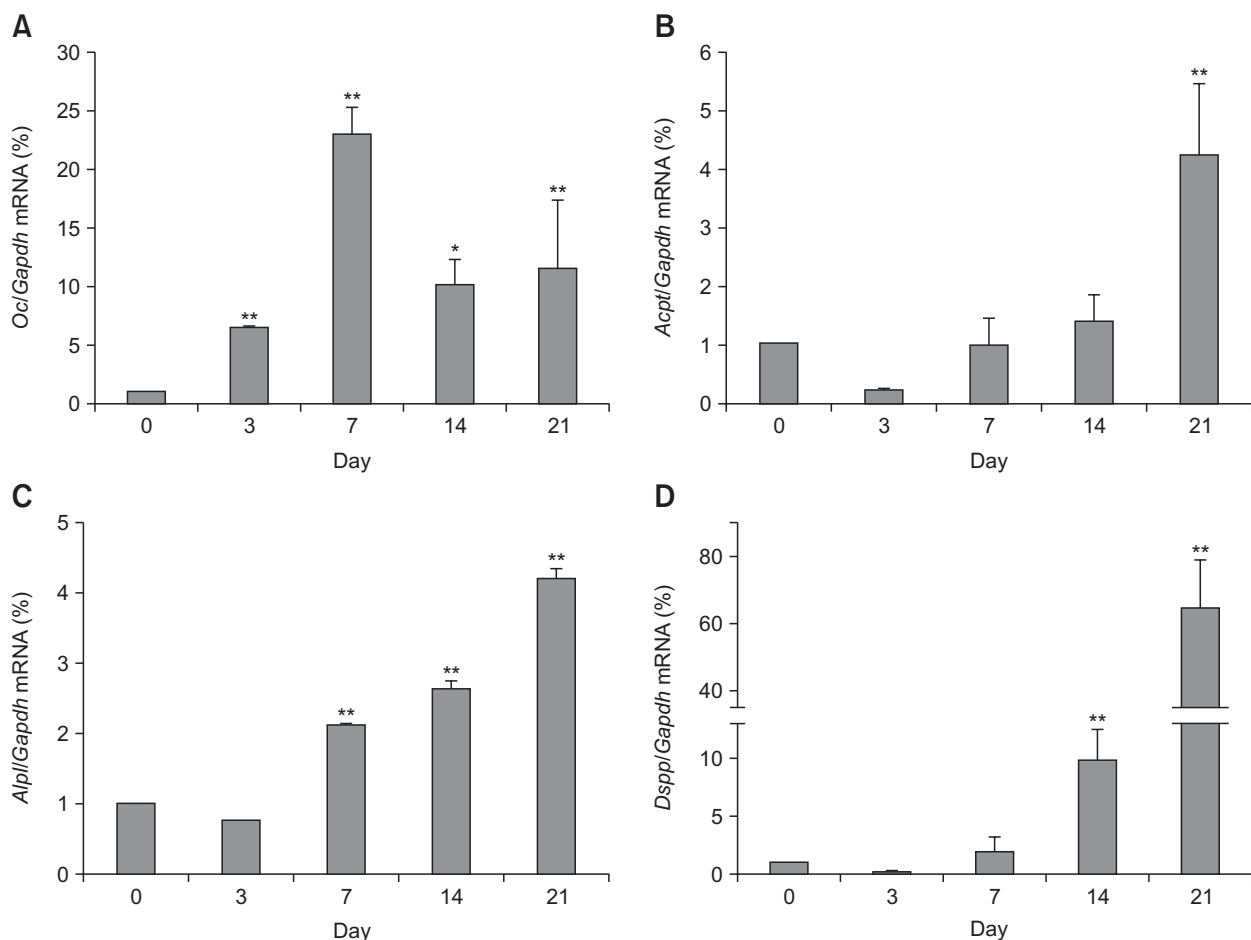 A
Oc/Gapdh mRNA (%)
30
25
20
15
10
5
0
**
**
*
**
0 3 7 14 21
Day
B
Acpt/Gapdh mRNA (%)
6
5
4
3
2
1
0
**
0 3 7 14 21
Day
C
Alpl/Gapdh mRNA (%)
5
4
3
2
1
0
**
**
**
0 3 7 14 21
Day
D
Dspp/Gapdh mRNA (%)
80
60
40
10
5
0
**
**
0 3 7 14 21
Day